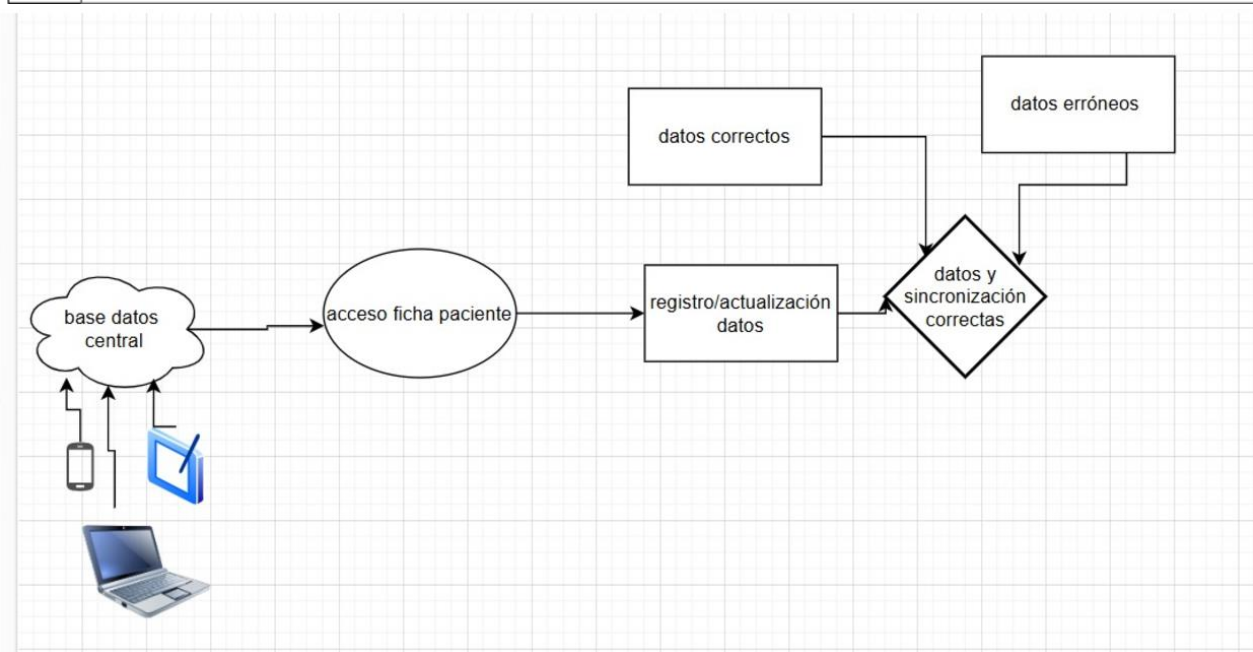 base datos
central
acceso ficha paciente
registro/actualización
datos
datos correctos
datos erróneos
datos y
sincronización
correctas